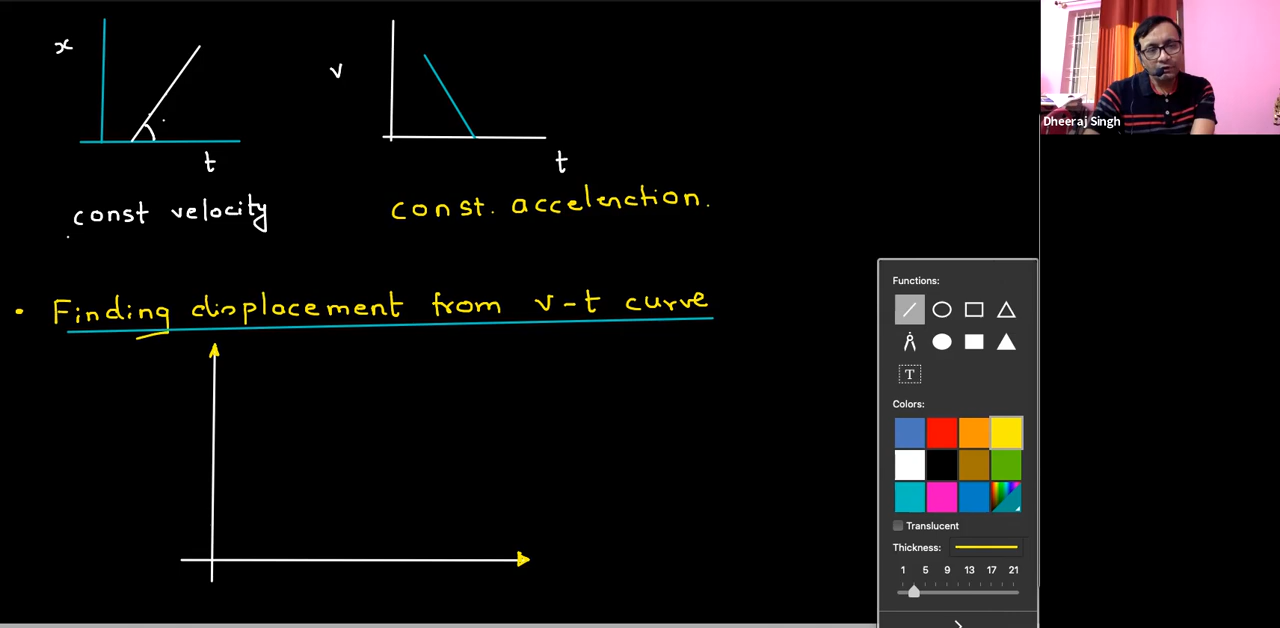 x
t
const velocity
v
t
const. accelenction.
• Finding displacement from v-t curve
Dheeraj Singh
Functions:
T
Colors:
Translucent
Thickness:
1 5 9 13 17 21